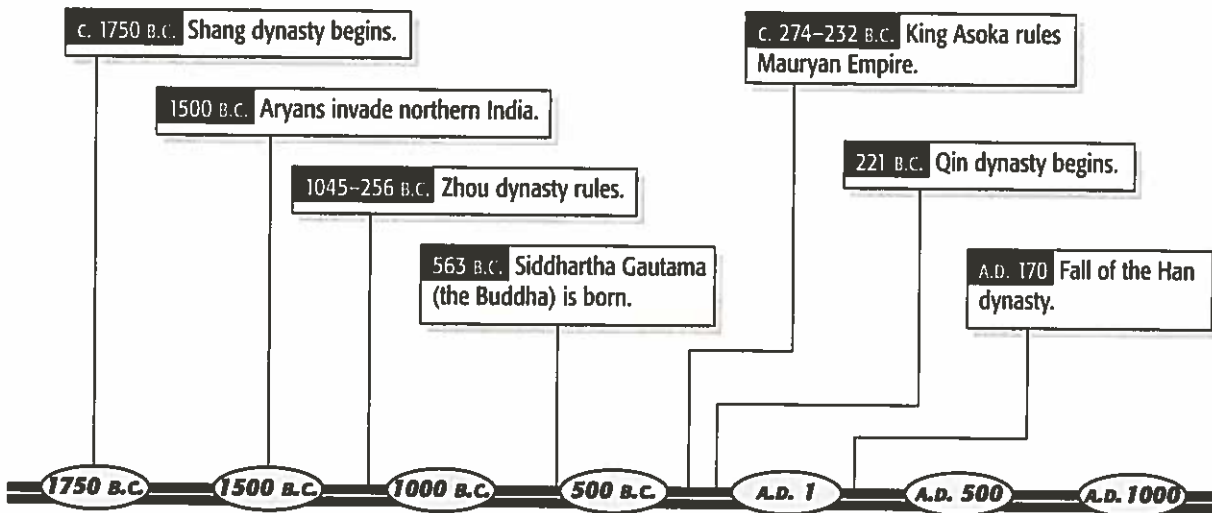 c. 1750 B.C. Shang dynasty begins.
c. 274–232 B.C. King Asoka rules
Mauryan Empire.
1500 B.C. Aryans invade northern India.
221 B.C. Qin dynasty begins.
1045–256 B.C. Zhou dynasty rules.
563 B.C. Siddhartha Gautama
(the Buddha) is born.
A.D. 170 Fall of the Han
dynasty.
1750 B.C. 1500 B.C. 1000 B.C. 500 B.C. A.D. 1 A.D. 500 A.D. 1000